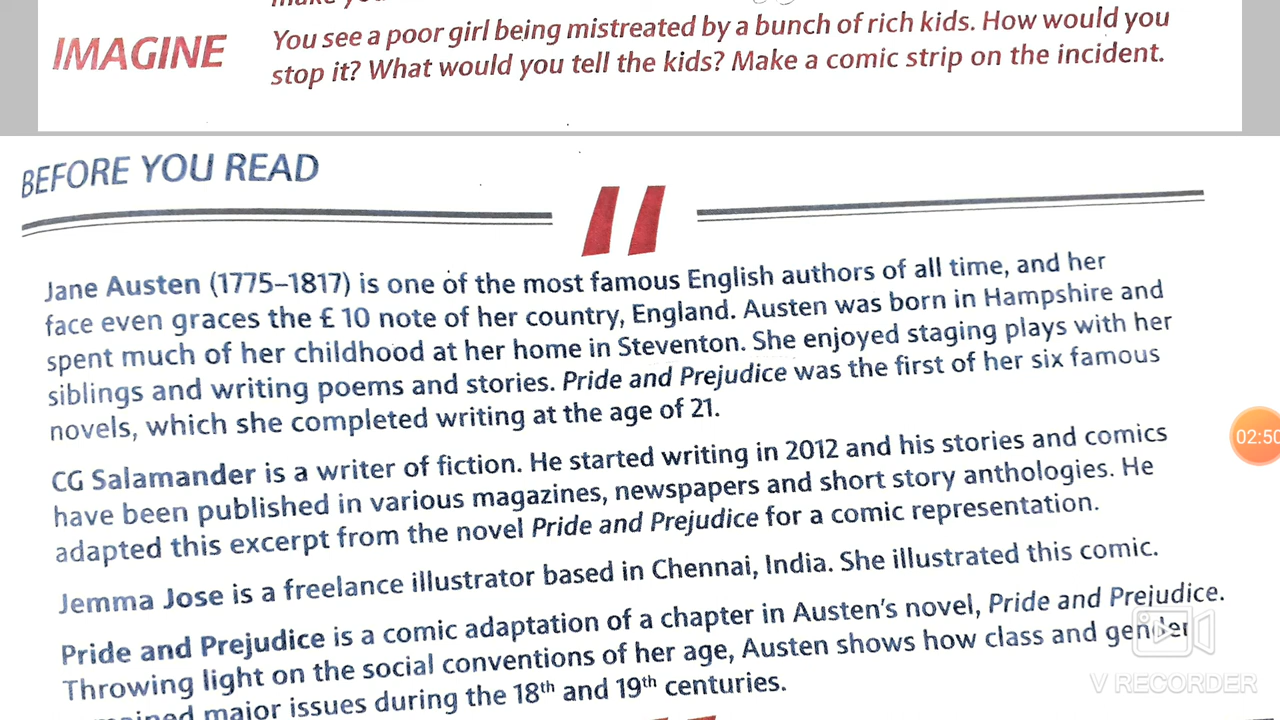 IMAGINE
You see a poor girl being mistreated by a bunch of rich kids. How would you
stop it? What would you tell the kids? Make a comic strip on the incident.
BEFORE YOU READ
Jane Austen (1775–1817) is one of the most famous English authors of all time, and her
face even graces the £ 10 note of her country, England. Austen was born in Hampshire and
spent much of her childhood at her home in Steventon. She enjoyed staging plays with her
siblings and writing poems and stories. Pride and Prejudice was the first of her six famous
novels, which she completed writing at the age of 21.
CG Salamander is a writer of fiction. He started writing in 2012 and his stories and comics
have been published in various magazines, newspapers and short story anthologies. He
adapted this excerpt from the novel Pride and Prejudice for a comic representation.
Jemma Jose is a freelance illustrator based in Chennai, India. She illustrated this comic.
Pride and Prejudice is a comic adaptation of a chapter in Austen's novel, Pride and Prejudice.
Throwing light on the social conventions of her age, Austen shows how class and gender
major issues during the 18th and 19th centuries.
02:50
V RECORDER